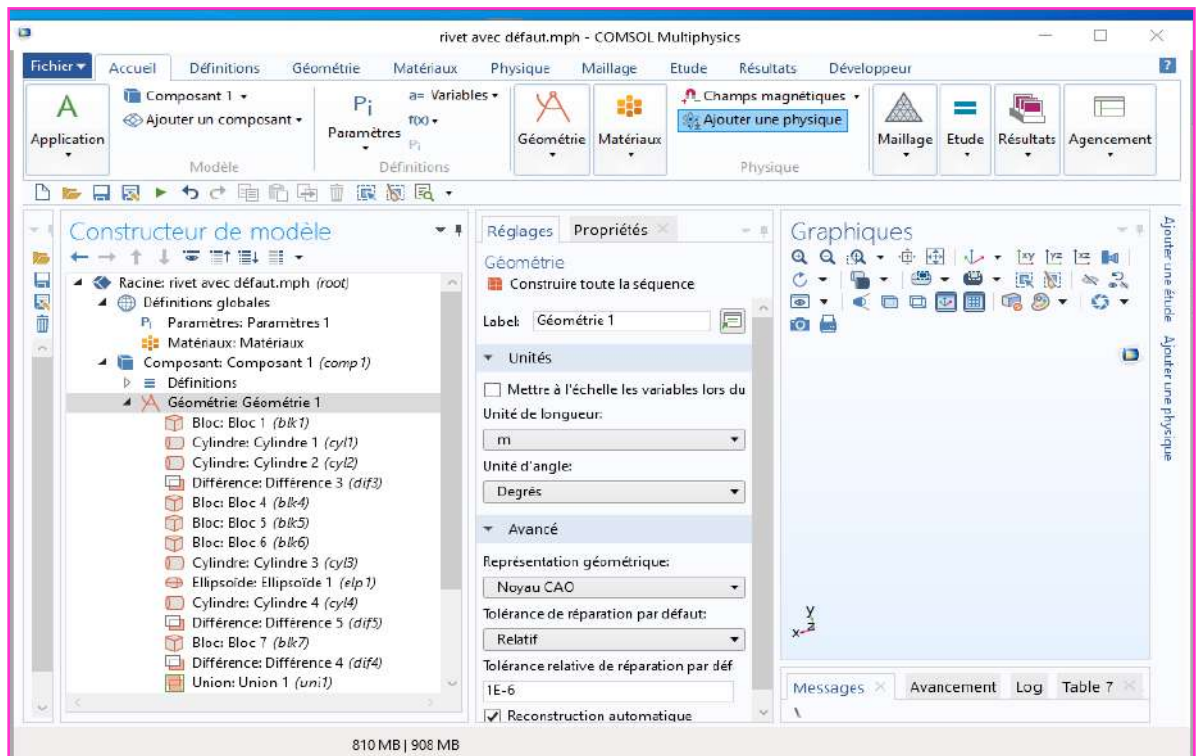 rivet avec défaut.mph - COMSOL Multiphysics
Fichier Accueil Définitions Géométrie Matériaux Physique Maillage Etude Résultats Développeur ?
Application
Composant 1
Ajouter un composant
Modèle
Pi
Paramètres
a= Variables
f(x)
Pi
Définitions
Géométrie
Matériaux
Champs magnétiques
Ajouter une physique
Physique
Maillage
Etude
Résultats
Agencement
Constructeur de modèle
Racine: rivet avec défaut.mph (root)
Définitions globales
Pi Paramètres: Paramètres 1
Matériaux: Matériaux
Composant: Composant 1 (comp1)
Définitions
Géométrie: Géométrie 1
Bloc: Bloc 1 (blk1)
Cylindre: Cylindre 1 (cyl1)
Cylindre: Cylindre 2 (cyl2)
Différence: Différence 3 (dif3)
Bloc: Bloc 4 (blk4)
Bloc: Bloc 5 (blk5)
Bloc: Bloc 6 (blk6)
Cylindre: Cylindre 3 (cyl3)
Ellipsoïde: Ellipsoïde 1 (elp1)
Cylindre: Cylindre 4 (cyl4)
Différence: Différence 5 (dif5)
Bloc: Bloc 7 (blk7)
Différence: Différence 4 (dif4)
Union: Union 1 (uni1)
Réglages Propriétés
Géométrie
Construire toute la séquence
Label: Géométrie 1
Unités
Mettre à l'échelle les variables lors du
Unité de longueur:
m
Unité d'angle:
Degrés
Avancé
Représentation géométrique:
Noyau CAO
Tolérance de réparation par défaut:
Relatif
Tolérance relative de réparation par déf
1E-6
Reconstruction automatique
Graphiques
xy yz xz
y
x z
Messages Avancement Log Table 7
Ajouter une étude Ajouter une physique
810 MB | 908 MB